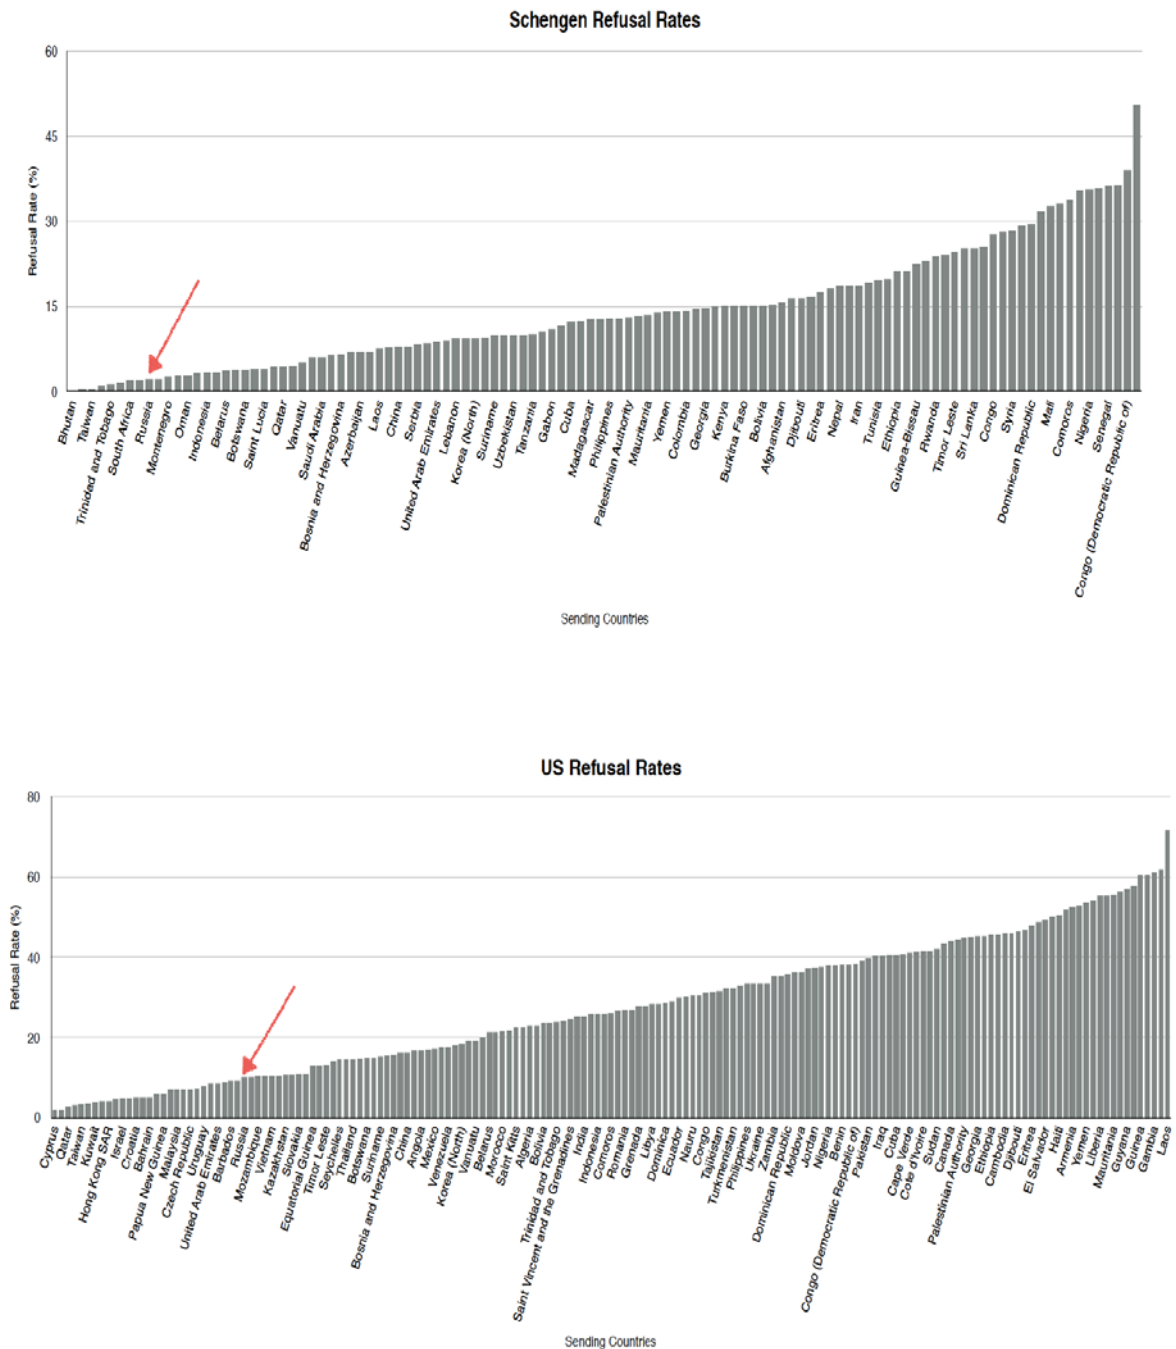 Schengen Refusal Rates
60
45
30
15
0
Refusal Rate (%)
Bhutan
Taiwan
Trinidad and Tobago
South Africa
Russia
Montenegro
Oman
Indonesia
Belarus
Botswana
Saint Lucia
Qatar
Vanuatu
Saudi Arabia
Bosnia and Herzegovina
Azerbaijan
Laos
China
Serbia
United Arab Emirates
Lebanon
Korea (North)
Suriname
Uzbekistan
Tanzania
Gabon
Cuba
Madagascar
Philippines
Palestinian Authority
Mauritania
Yemen
Colombia
Georgia
Kenya
Burkina Faso
Bolivia
Afghanistan
Djibouti
Eritrea
Nepal
Iran
Tunisia
Ethiopia
Guinea-Bissau
Rwanda
Timor Leste
Sri Lanka
Congo
Syria
Dominican Republic
Mali
Comoros
Nigeria
Senegal
Congo (Democratic Republic of)
Sending Countries
US Refusal Rates
80
60
40
20
0
Refusal Rate (%)
Cyprus
Qatar
Taiwan
Kuwait
Hong Kong SAR
Israel
Croatia
Bahrain
Papua New Guinea
Malaysia
Czech Republic
Uruguay
United Arab Emirates
Barbados
Russia
Mozambique
Vietnam
Kazakhstan
Slovakia
Equatorial Guinea
Timor Leste
Seychelles
Thailand
Botswana
Suriname
Bosnia and Herzegovina
China
Angola
Mexico
Venezuela
Korea (North)
Vanuatu
Belarus
Morocco
Saint Kitts
Algeria
Bolivia
Trinidad and Tobago
Saint Vincent and the Grenadines
India
Indonesia
Comoros
Romania
Grenada
Libya
Dominica
Ecuador
Nauru
Congo
Tajikistan
Turkmenistan
Philippines
Ukraine
Zambia
Dominican Republic
Moldova
Jordan
Nigeria
Benin
Congo (Democratic Republic of)
Pakistan
Iraq
Cuba
Cape Verde
Cote d'Ivoire
Sudan
Canada
Palestinian Authority
Georgia
Ethiopia
Cambodia
Djibouti
Eritrea
El Salvador
Haiti
Armenia
Yemen
Liberia
Mauritania
Guyana
Guinea
Gambia
Laos
Sending Countries